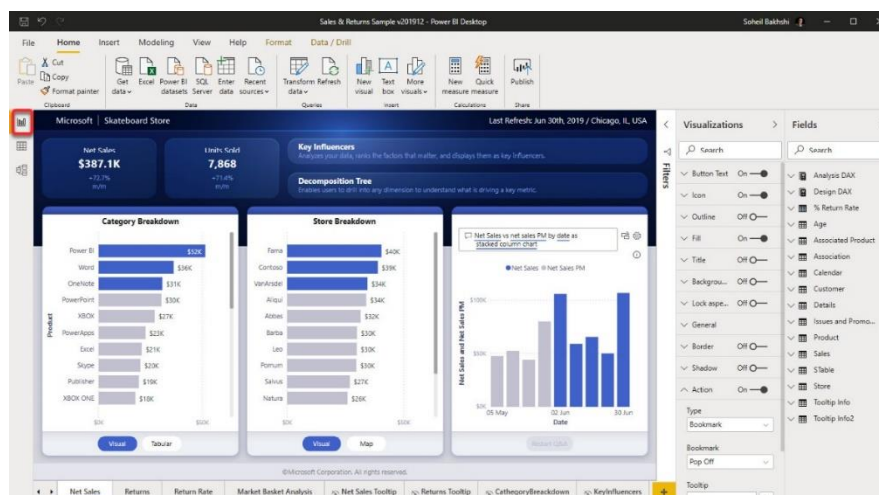 Sales & Returns Sample v201912 - Power BI Desktop
Soheil Bakhshi
File Home Insert Modeling View Help Format Data / Drill
Paste
Cut
Copy
Format painter
Get data
Excel
Power BI datasets
SQL Server
Enter data
Recent sources
Transform data
Refresh
New visual
Text box
More visuals
New measure
Quick measure
Publish
Clipboard
Data
Queries
Insert
Calculations
Share
Microsoft | Skateboard Store
Last Refresh: Jun 30th, 2019 / Chicago, IL, USA
Net Sales
$387.1K
m/m
Units Sold
7,868
m/m
Key Influencers
Analyzes your data, ranks the factors that matter, and displays them as key influencers.
Decomposition Tree
Enables users to drill into any dimension to understand what is driving a key metric.
Category Breakdown
Product
Power BI $52K
Word $36K
OneNote $31K
PowerPoint $30K
XBOX $27K
PowerApps $23K
Excel $21K
Skype $20K
Publisher $19K
XBOX ONE $18K
$0K $50K
Visual Tabular
Store Breakdown
Fama $40K
Contoso $39K
VanArsdel $34K
Aliqui $34K
Abbas $32K
Barba $30K
Leo $30K
Pomum $30K
Salvus $27K
Natura $26K
$0K $50K
Visual Map
Net Sales vs net sales PM by date as
stacked column chart
Net Sales Net Sales PM
Net Sales and Net Sales PM
$100K
$50K
$0K
05 May 02 Jun 30 Jun
Date
Restart Q&A
©Microsoft Corporation. All rights reserved.
Net Sales Returns Return Rate Market Basket Analysis Net Sales Tooltip Returns Tooltip CathegoryBreackdown KeyInfluencers
Filters
Visualizations
Search
Button Text On
Icon On
Outline Off
Fill On
Title Off
Backgrou... Off
Lock aspe... Off
General
Border Off
Shadow Off
Action On
Type
Bookmark
Bookmark
Pop Off
Tooltip
Fields
Search
Analysis DAX
Design DAX
% Return Rate
Age
Associated Product
Association
Calendar
Customer
Details
Issues and Promo...
Product
Sales
STable
Store
Tooltip Info
Tooltip Info2